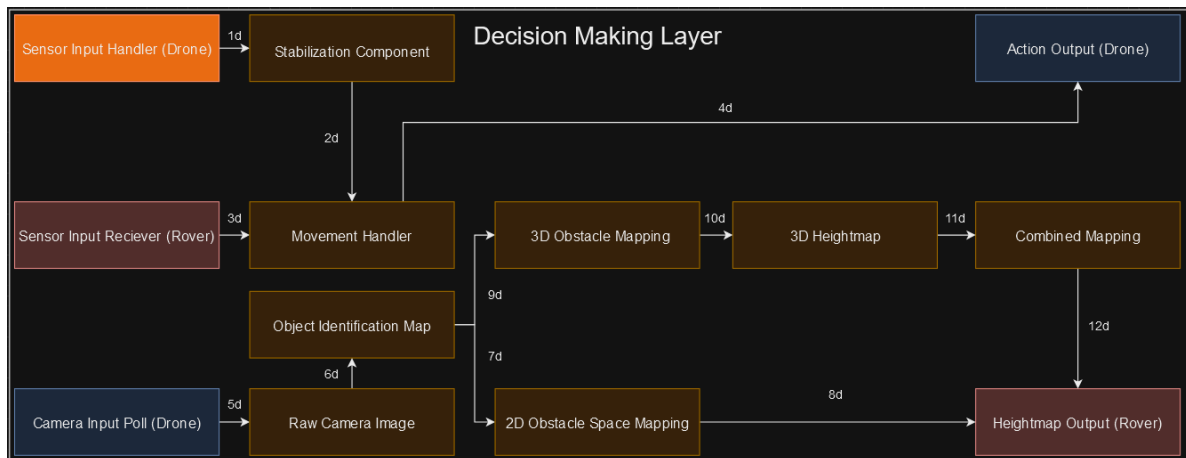 Decision Making Layer
Sensor Input Handler (Drone)
1d
Stabilization Component
Action Output (Drone)
4d
2d
Sensor Input Reciever (Rover)
3d
Movement Handler
3D Obstacle Mapping
10d
3D Heightmap
11d
Combined Mapping
9d
Object Identification Map
12d
7d
6d
Camera Input Poll (Drone)
5d
Raw Camera Image
2D Obstacle Space Mapping
8d
Heightmap Output (Rover)